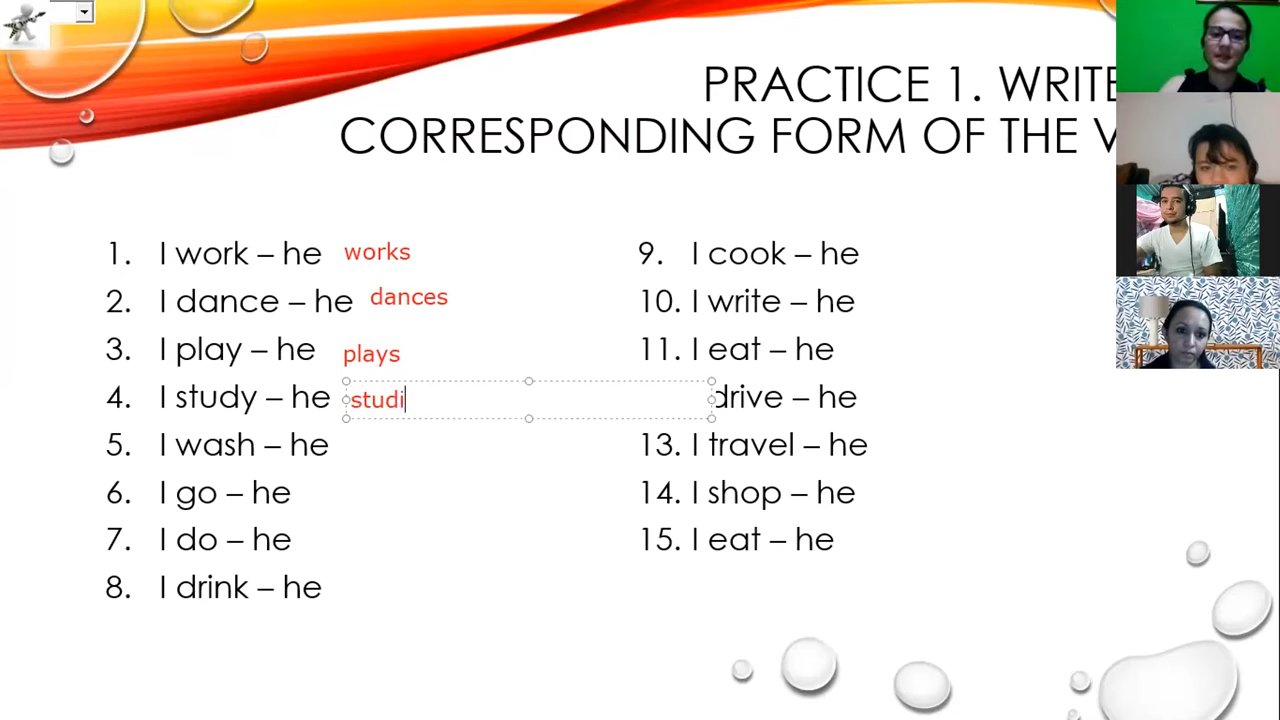 PRACTICE 1. WRITE
CORRESPONDING FORM OF THE
1. I work – he works
2. I dance – he dances
3. I play – he plays
4. I study – he studi
5. I wash – he
6. I go – he
7. I do – he
8. I drink – he
9. I cook – he
10. I write – he
11. I eat – he
drive – he
13. I travel – he
14. I shop – he
15. I eat – he